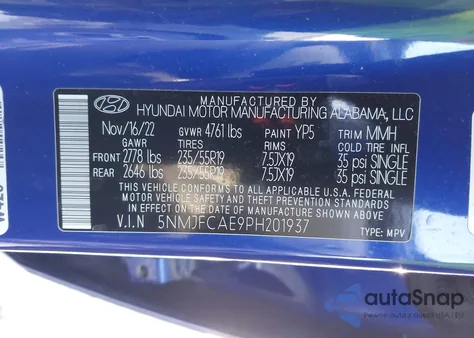 MANUFACTURED BY
HYUNDAI MOTOR MANUFACTURING ALABAMA, LLC
Nov/16/22 GVWR 4761 lbs PAINT YP5 TRIM MMH
GAWR TIRES RIMS COLD TIRE INFL.
FRONT 2778 lbs 235/55R19 7.5JX19 35 psi SINGLE
REAR 2646 lbs 235/55R19 7.5JX19 35 psi SINGLE
THIS VEHICLE CONFORMS TO ALL APPLICABLE U.S.A. FEDERAL
MOTOR VEHICLE SAFETY AND THEFT PREVENTION STANDARDS
IN EFFECT ON THE DATE OF MANUFACTURE SHOWN ABOVE.
V.I.N 5NMJFCAE9PH201937
TYPE: MPV
autoSnap